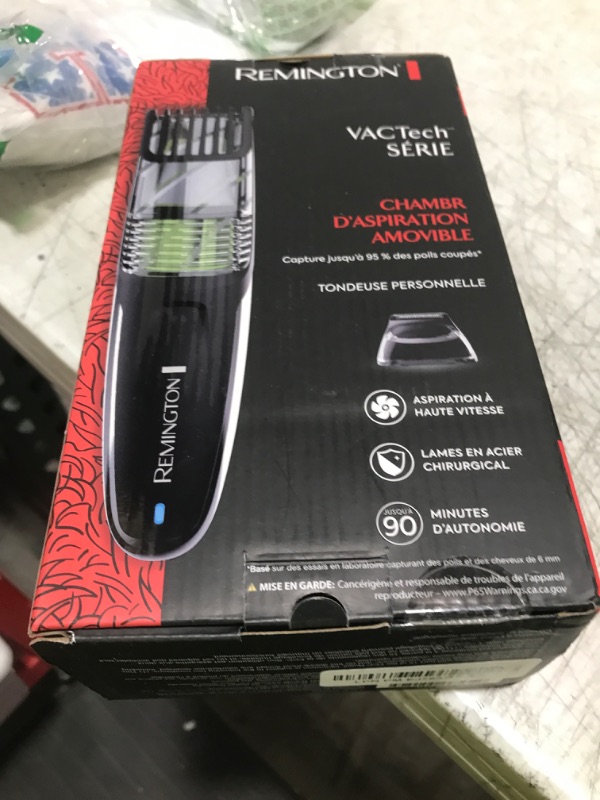 REMINGTON
VACTech™
SÉRIE
CHAMBR
D'ASPIRATION
AMOVIBLE
Capture jusqu'à 95 % des poils coupés*
TONDEUSE PERSONNELLE
ASPIRATION À
HAUTE VITESSE
LAMES EN ACIER
CHIRURGICAL
JUSQU'À
90
MINUTES
D'AUTONOMIE
REMINGTON
*Basé sur des essais en laboratoire capturant des poils et des cheveux de 6 mm
⚠ MISE EN GARDE: Cancérigène et responsable de troubles de l'appareil
reproducteur – www.P65Warnings.ca.gov